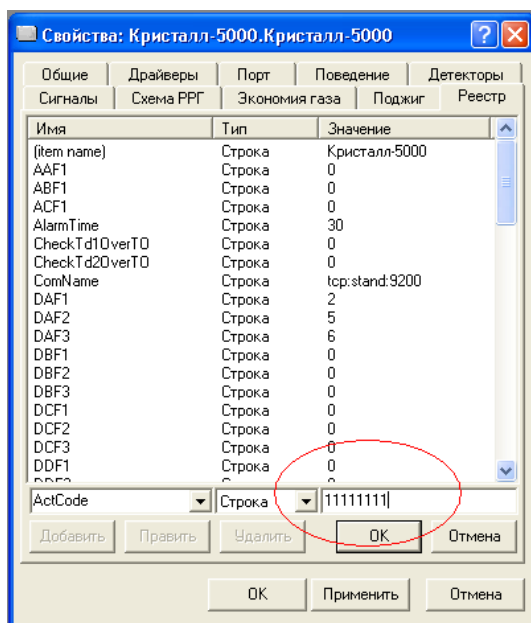 Свойства: Кристалл-5000.Кристалл-5000
Общие Драйверы Порт Поведение Детекторы
Сигналы Схема РРГ Экономия газа Поджиг Реестр
Имя Тип Значение
(item name) Строка Кристалл-5000
AAF1 Строка 0
ABF1 Строка 0
ACF1 Строка 0
AlarmTime Строка 30
CheckTd1OverTO Строка 0
CheckTd2OverTO Строка 0
ComName Строка tcp:stand:9200
DAF1 Строка 2
DAF2 Строка 5
DAF3 Строка 6
DBF1 Строка 0
DBF2 Строка 0
DBF3 Строка 0
DCF1 Строка 0
DCF2 Строка 0
DCF3 Строка 0
DDF1 Строка 0
ActCode Строка 11111111
Добавить Править Удалить OK Отмена
OK Применить Отмена